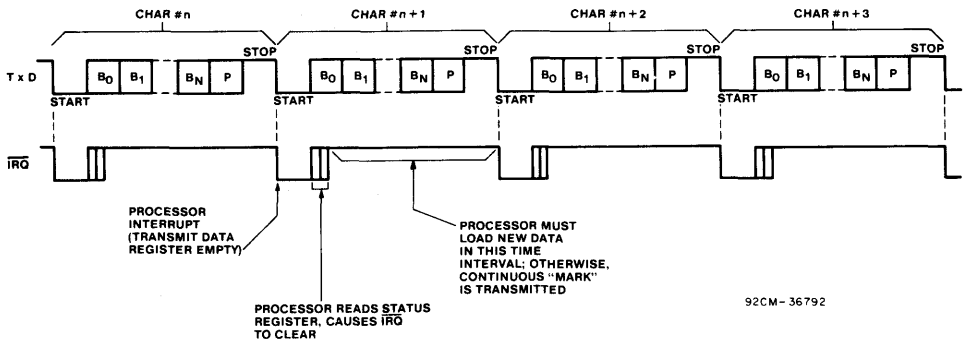 CHAR #n CHAR #n+1 CHAR #n+2 CHAR #n+3
STOP STOP STOP STOP
TxD B0 B1 BN P B0 B1 BN P B0 B1 BN P B0 B1 BN P
START START START START
IRQ
PROCESSOR
INTERRUPT
(TRANSMIT DATA
REGISTER EMPTY)
PROCESSOR READS STATUS
REGISTER, CAUSES IRQ
TO CLEAR
PROCESSOR MUST
LOAD NEW DATA
IN THIS TIME
INTERVAL; OTHERWISE,
CONTINUOUS "MARK"
IS TRANSMITTED
92CM-36792